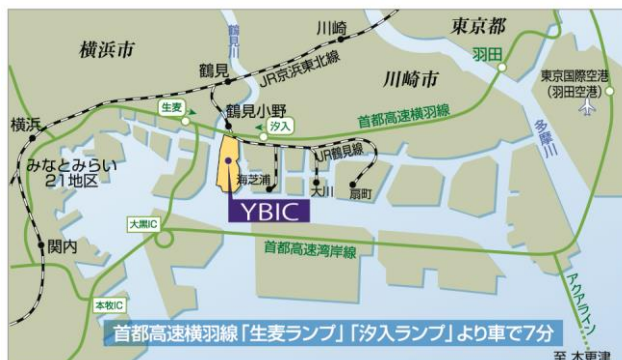 東京都
川崎
横浜市
羽田
鶴見川
JR京浜東北線
鶴見
川崎市
東京国際空港
(羽田空港)
生麦
鶴見小野
汐入
首都高速横羽線
多摩川
横浜
JR鶴見線
みなとみらい
21地区
海芝浦
大川
扇町
YBIC
大黒IC
関内
首都高速湾岸線
本牧IC
アクアライン
首都高速横羽線「生麦ランプ」「汐入ランプ」より車で7分
至 木更津